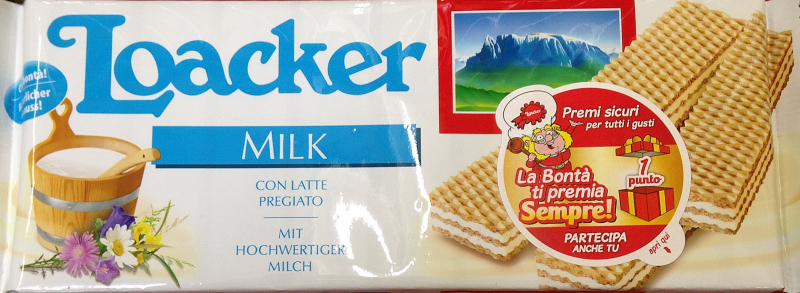 Loacker
MILK
CON LATTE
PREGIATO
MIT
HOCHWERTIGER
MILCH
Premi sicuri
per tutti i gusti
La Bontà
ti premia
Sempre!
1
punto
PARTECIPA
ANCHE TU
apri qui